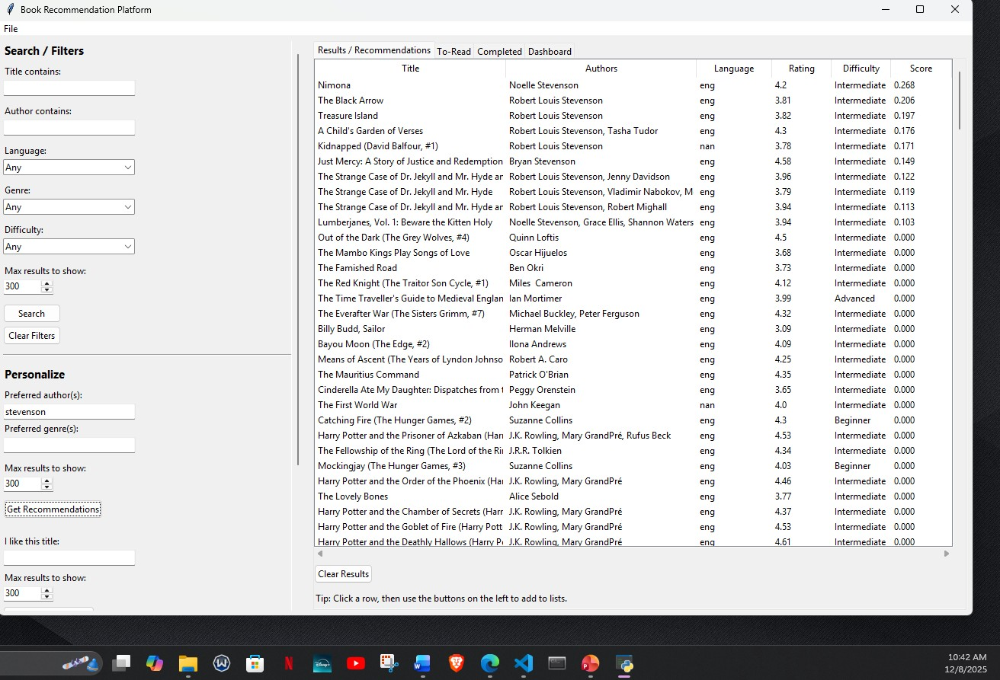 Book Recommendation Platform
File
Search / Filters
Title contains:
Author contains:
Language:
Any
Genre:
Any
Difficulty:
Any
Max results to show:
300
Search
Clear Filters
Personalize
Preferred author(s):
stevenson
Preferred genre(s):
Max results to show:
300
Get Recommendations
I like this title:
Max results to show:
300
Results / Recommendations To-Read Completed Dashboard
Title Authors Language Rating Difficulty Score
Nimona Noelle Stevenson eng 4.2 Intermediate 0.268
The Black Arrow Robert Louis Stevenson eng 3.81 Intermediate 0.206
Treasure Island Robert Louis Stevenson eng 3.82 Intermediate 0.197
A Child's Garden of Verses Robert Louis Stevenson, Tasha Tudor eng 4.3 Intermediate 0.176
Kidnapped (David Balfour, #1) Robert Louis Stevenson nan 3.78 Intermediate 0.171
Just Mercy: A Story of Justice and Redemption Bryan Stevenson eng 4.58 Intermediate 0.149
The Strange Case of Dr. Jekyll and Mr. Hyde ar Robert Louis Stevenson, Jenny Davidson eng 3.96 Intermediate 0.122
The Strange Case of Dr. Jekyll and Mr. Hyde Robert Louis Stevenson, Vladimir Nabokov, M eng 3.79 Intermediate 0.119
The Strange Case of Dr. Jekyll and Mr. Hyde ar Robert Louis Stevenson, Robert Mighall eng 3.94 Intermediate 0.113
Lumberjanes, Vol. 1: Beware the Kitten Holy Noelle Stevenson, Grace Ellis, Shannon Waters eng 3.94 Intermediate 0.103
Out of the Dark (The Grey Wolves, #4) Quinn Loftis eng 4.5 Intermediate 0.000
The Mambo Kings Play Songs of Love Oscar Hijuelos eng 3.68 Intermediate 0.000
The Famished Road Ben Okri eng 3.73 Intermediate 0.000
The Red Knight (The Traitor Son Cycle, #1) Miles Cameron eng 4.12 Intermediate 0.000
The Time Traveller's Guide to Medieval Englan Ian Mortimer eng 3.99 Advanced 0.000
The Everafter War (The Sisters Grimm, #7) Michael Buckley, Peter Ferguson eng 4.32 Intermediate 0.000
Billy Budd, Sailor Herman Melville eng 3.09 Intermediate 0.000
Bayou Moon (The Edge, #2) Ilona Andrews eng 4.09 Intermediate 0.000
Means of Ascent (The Years of Lyndon Johnso Robert A. Caro eng 4.25 Intermediate 0.000
The Mauritius Command Patrick O'Brian eng 4.35 Intermediate 0.000
Cinderella Ate My Daughter: Dispatches from t Peggy Orenstein eng 3.65 Intermediate 0.000
The First World War John Keegan nan 4.0 Intermediate 0.000
Catching Fire (The Hunger Games, #2) Suzanne Collins eng 4.3 Beginner 0.000
Harry Potter and the Prisoner of Azkaban (Harr J.K. Rowling, Mary GrandPré, Rufus Beck eng 4.53 Intermediate 0.000
The Fellowship of the Ring (The Lord of the Ri J.R.R. Tolkien eng 4.34 Intermediate 0.000
Mockingjay (The Hunger Games, #3) Suzanne Collins eng 4.03 Beginner 0.000
Harry Potter and the Order of the Phoenix (Har J.K. Rowling, Mary GrandPré eng 4.46 Intermediate 0.000
The Lovely Bones Alice Sebold eng 3.77 Intermediate 0.000
Harry Potter and the Chamber of Secrets (Harr J.K. Rowling, Mary GrandPré eng 4.37 Intermediate 0.000
Harry Potter and the Goblet of Fire (Harry Pott J.K. Rowling, Mary GrandPré eng 4.53 Intermediate 0.000
Harry Potter and the Deathly Hallows (Harry P J.K. Rowling, Mary GrandPré eng 4.61 Intermediate 0.000
Clear Results
Tip: Click a row, then use the buttons on the left to add to lists.
10:42 AM
12/8/2025